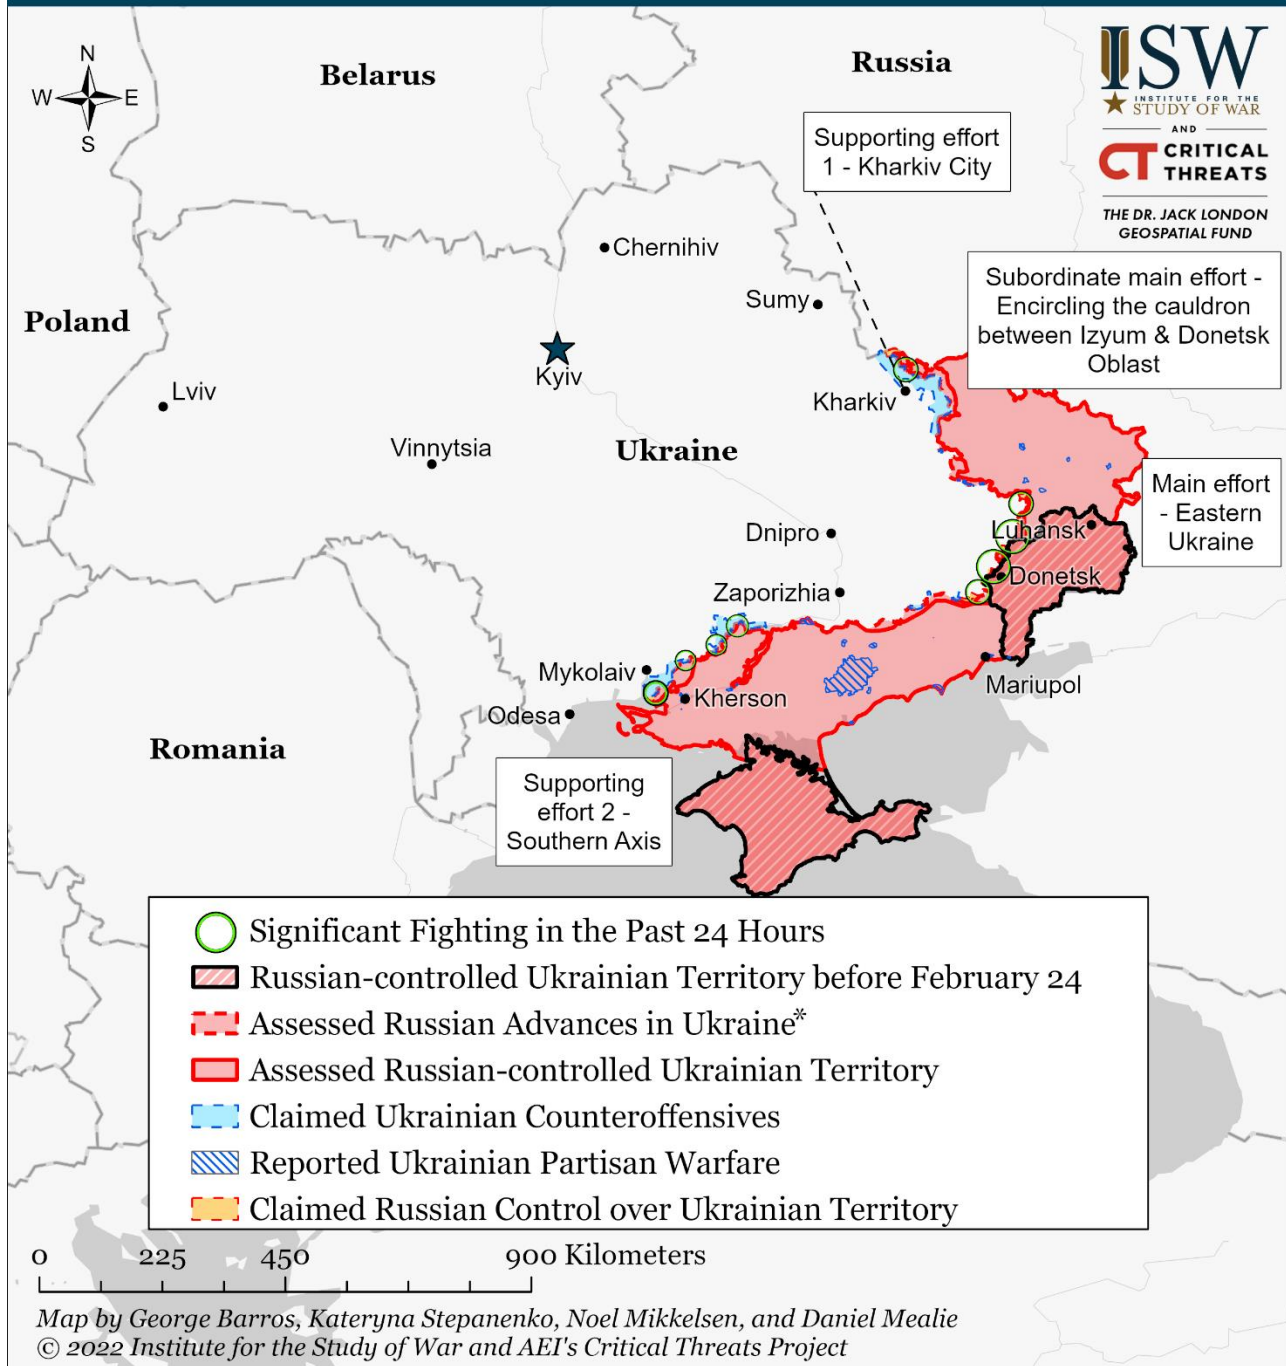 N
W
E
S
Belarus
Russia
ISW
INSTITUTE FOR THE
STUDY OF WAR
AND
CT CRITICAL
THREATS
THE DR. JACK LONDON
GEOSPATIAL FUND
Supporting effort
1 - Kharkiv City
Chernihiv
Sumy
Subordinate main effort -
Encircling the cauldron
between Izyum & Donetsk
Oblast
Poland
Kyiv
Lviv
Kharkiv
Vinnytsia
Ukraine
Main effort
- Eastern
Ukraine
Dnipro
Luhansk
Donetsk
Zaporizhia
Mykolaiv
Mariupol
Kherson
Odesa
Romania
Supporting
effort 2 -
Southern Axis
Significant Fighting in the Past 24 Hours
Russian-controlled Ukrainian Territory before February 24
Assessed Russian Advances in Ukraine*
Assessed Russian-controlled Ukrainian Territory
Claimed Ukrainian Counteroffensives
Reported Ukrainian Partisan Warfare
Claimed Russian Control over Ukrainian Territory
0 225 450 900 Kilometers
Map by George Barros, Kateryna Stepanenko, Noel Mikkelsen, and Daniel Mealie
© 2022 Institute for the Study of War and AEI's Critical Threats Project